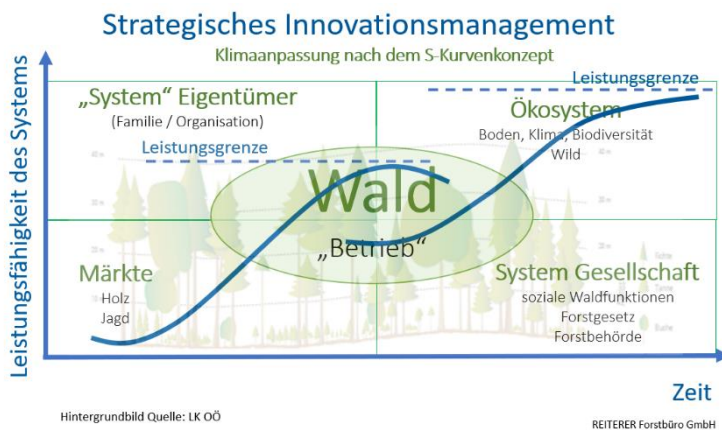 Strategisches Innovationsmanagement
Klimaanpassung nach dem S-Kurvenkonzept
Leistungsfähigkeit des Systems
„System“ Eigentümer
(Familie / Organisation)
Leistungsgrenze
Leistungsgrenze
Ökosystem
Boden, Klima, Biodiversität
Wild
Wald
„Betrieb“
Märkte
Holz
Jagd
System Gesellschaft
soziale Waldfunktionen
Forstgesetz
Forstbehörde
Zeit
Hintergrundbild Quelle: LK OÖ
REITERER Forstbüro GmbH